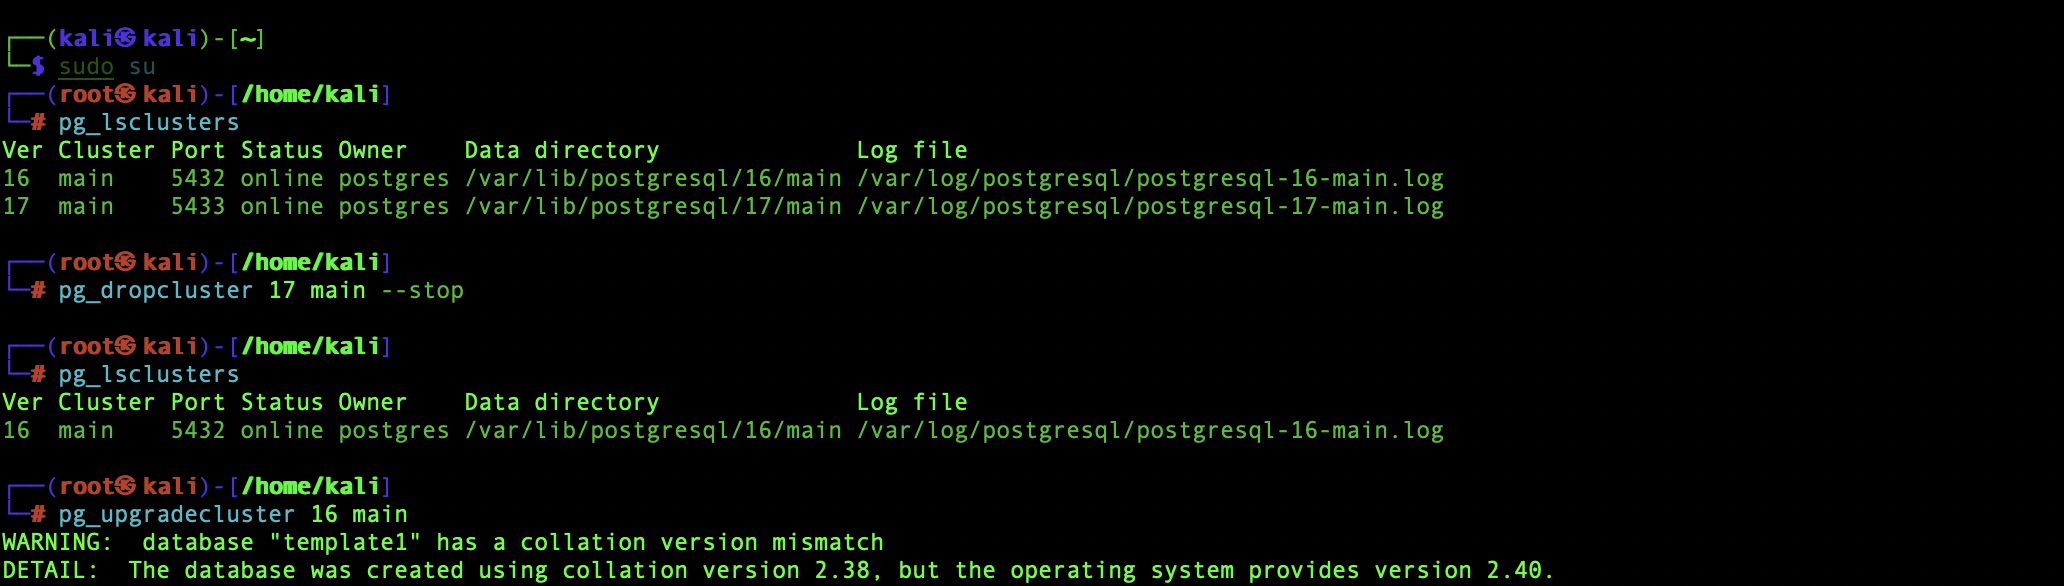 ┌──(kali㉿kali)-[~]
└─$ sudo su
┌──(root㉿kali)-[/home/kali]
└─# pg_lsclusters
Ver Cluster Port Status Owner    Data directory              Log file
16  main    5432 online postgres /var/lib/postgresql/16/main /var/log/postgresql/postgresql-16-main.log
17  main    5433 online postgres /var/lib/postgresql/17/main /var/log/postgresql/postgresql-17-main.log
┌──(root㉿kali)-[/home/kali]
└─# pg_dropcluster 17 main --stop
┌──(root㉿kali)-[/home/kali]
└─# pg_lsclusters
Ver Cluster Port Status Owner    Data directory              Log file
16  main    5432 online postgres /var/lib/postgresql/16/main /var/log/postgresql/postgresql-16-main.log
┌──(root㉿kali)-[/home/kali]
└─# pg_upgradecluster 16 main
WARNING:  database "template1" has a collation version mismatch
DETAIL:  The database was created using collation version 2.38, but the operating system provides version 2.40.